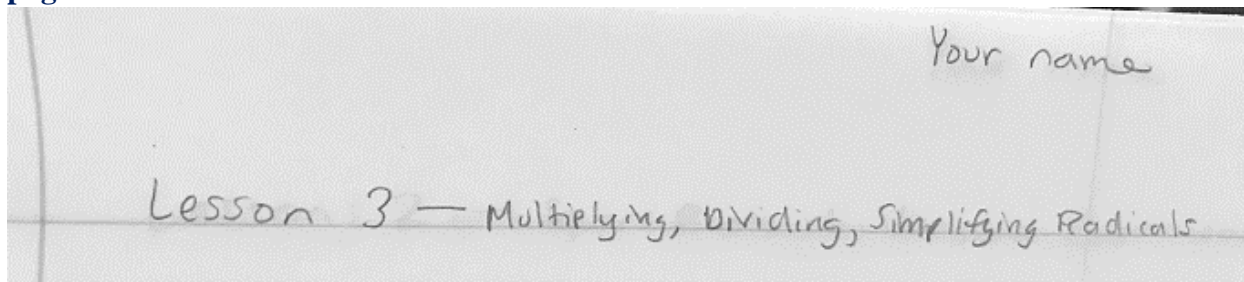 Your name
Lesson 3 — Multiplying, Dividing, Simplifying Radicals